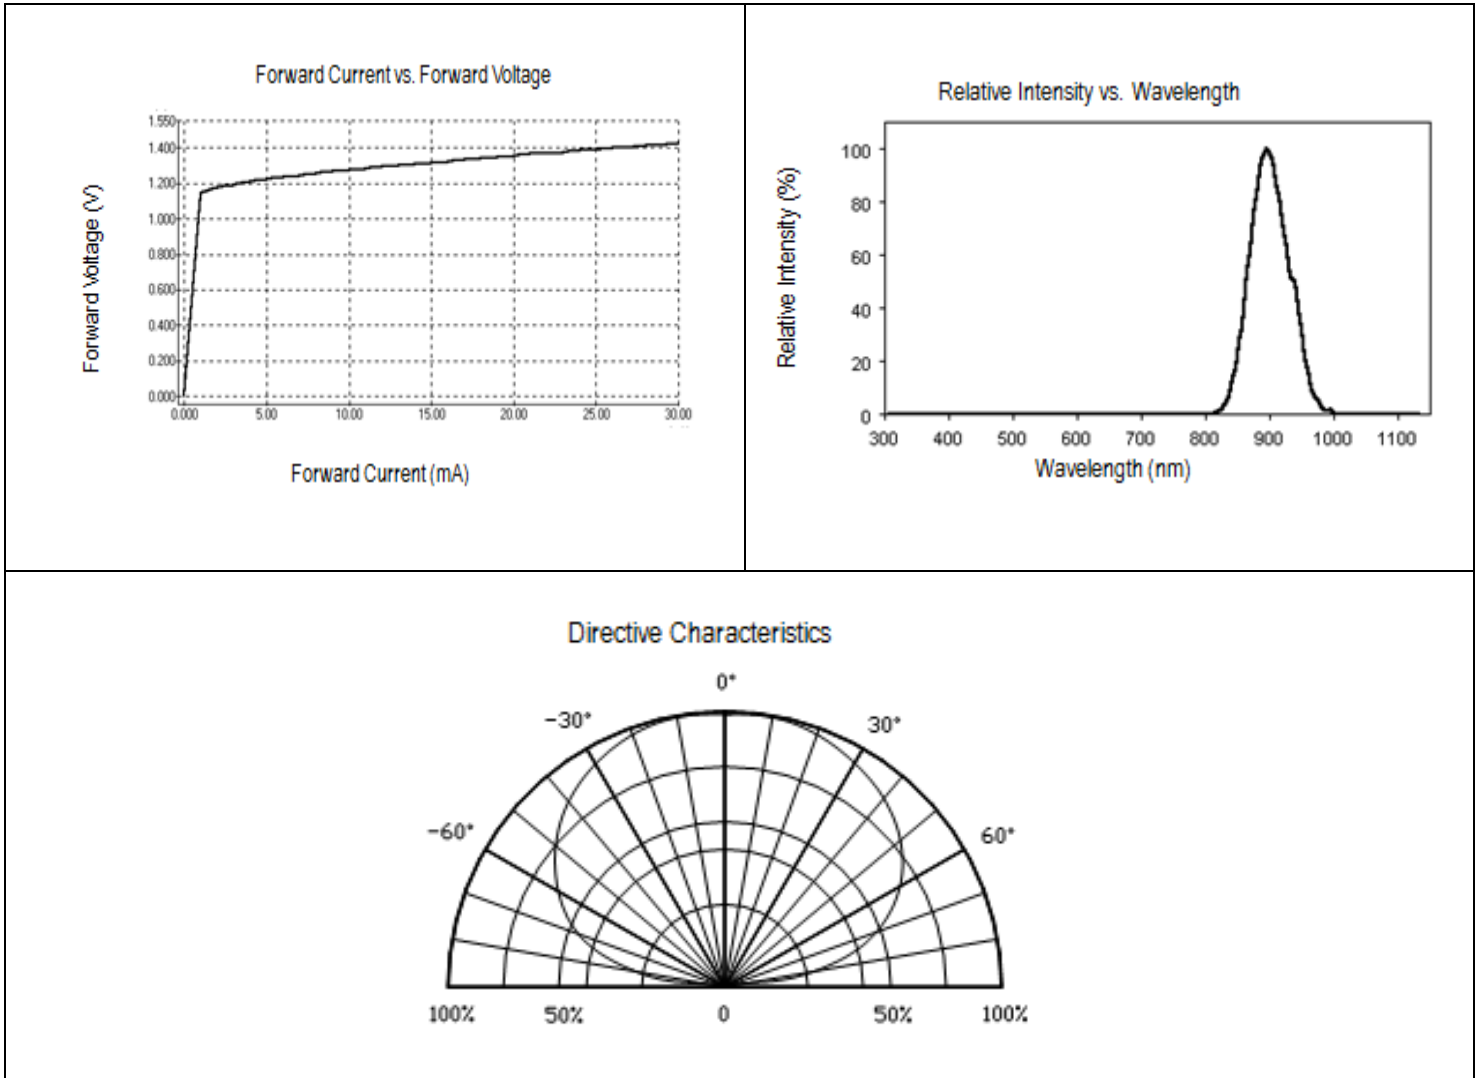 Forward Current vs. Forward Voltage
1.550
1.400
1.200
1.000
0.800
0.600
0.400
0.200
0.000
0.000 5.00 10.00 15.00 20.00 25.00 30.00
Forward Voltage (V)
Forward Current (mA)
Relative Intensity vs. Wavelength
100
80
60
40
20
0
300 400 500 600 700 800 900 1000 1100
Relative Intensity (%)
Wavelength (nm)
Directive Characteristics
0°
-30° 30°
-60° 60°
100% 50% 0 50% 100%